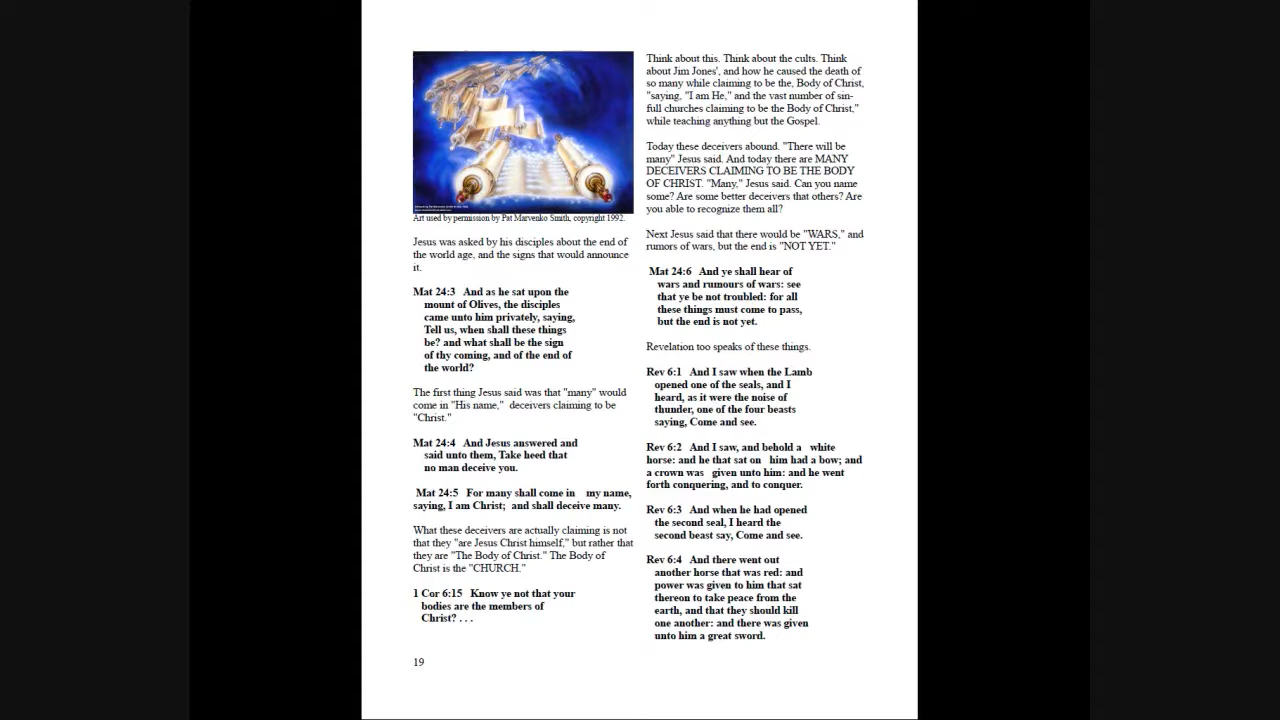 Art used by permission by Pat Marvenko Smith, copyright 1992.
Jesus was asked by his disciples about the end of
the world age, and the signs that would announce
it.
Mat 24:3 And as he sat upon the
mount of Olives, the disciples
came unto him privately, saying,
Tell us, when shall these things
be? and what shall be the sign
of thy coming, and of the end of
the world?
The first thing Jesus said was that "many" would
come in "His name," deceivers claiming to be
"Christ."
Mat 24:4 And Jesus answered and
said unto them, Take heed that
no man deceive you.
Mat 24:5 For many shall come in my name,
saying, I am Christ; and shall deceive many.
What these deceivers are actually claiming is not
that they "are Jesus Christ himself," but rather that
they are "The Body of Christ." The Body of
Christ is the "CHURCH."
1 Cor 6:15 Know ye not that your
bodies are the members of
Christ? . . .
19
Think about this. Think about the cults. Think
about Jim Jones', and how he caused the death of
so many while claiming to be the, Body of Christ,
"saying, "I am He," and the vast number of sin-
full churches claiming to be the Body of Christ,"
while teaching anything but the Gospel.
Today these deceivers abound. "There will be
many" Jesus said. And today there are MANY
DECEIVERS CLAIMING TO BE THE BODY
OF CHRIST. "Many," Jesus said. Can you name
some? Are some better deceivers that others? Are
you able to recognize them all?
Next Jesus said that there would be "WARS," and
rumors of wars, but the end is "NOT YET."
Mat 24:6 And ye shall hear of
wars and rumours of wars: see
that ye be not troubled: for all
these things must come to pass,
but the end is not yet.
Revelation too speaks of these things.
Rev 6:1 And I saw when the Lamb
opened one of the seals, and I
heard, as it were the noise of
thunder, one of the four beasts
saying, Come and see.
Rev 6:2 And I saw, and behold a white
horse: and he that sat on him had a bow; and
a crown was given unto him: and he went
forth conquering, and to conquer.
Rev 6:3 And when he had opened
the second seal, I heard the
second beast say, Come and see.
Rev 6:4 And there went out
another horse that was red: and
power was given to him that sat
thereon to take peace from the
earth, and that they should kill
one another: and there was given
unto him a great sword.